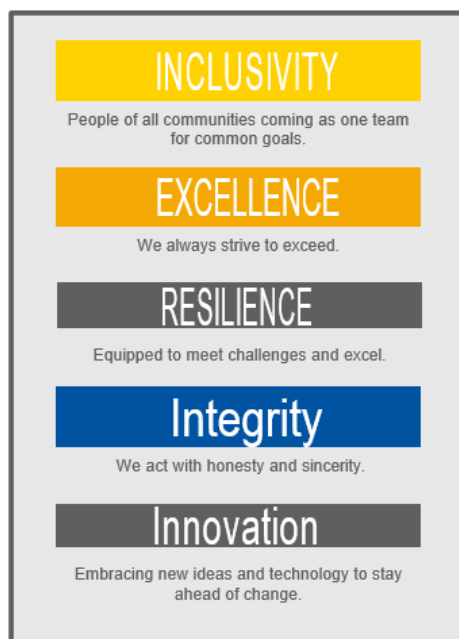 INCLUSIVITY
People of all communities coming as one team
for common goals.
EXCELLENCE
We always strive to exceed.
RESILIENCE
Equipped to meet challenges and excel.
Integrity
We act with honesty and sincerity.
Innovation
Embracing new ideas and technology to stay
ahead of change.